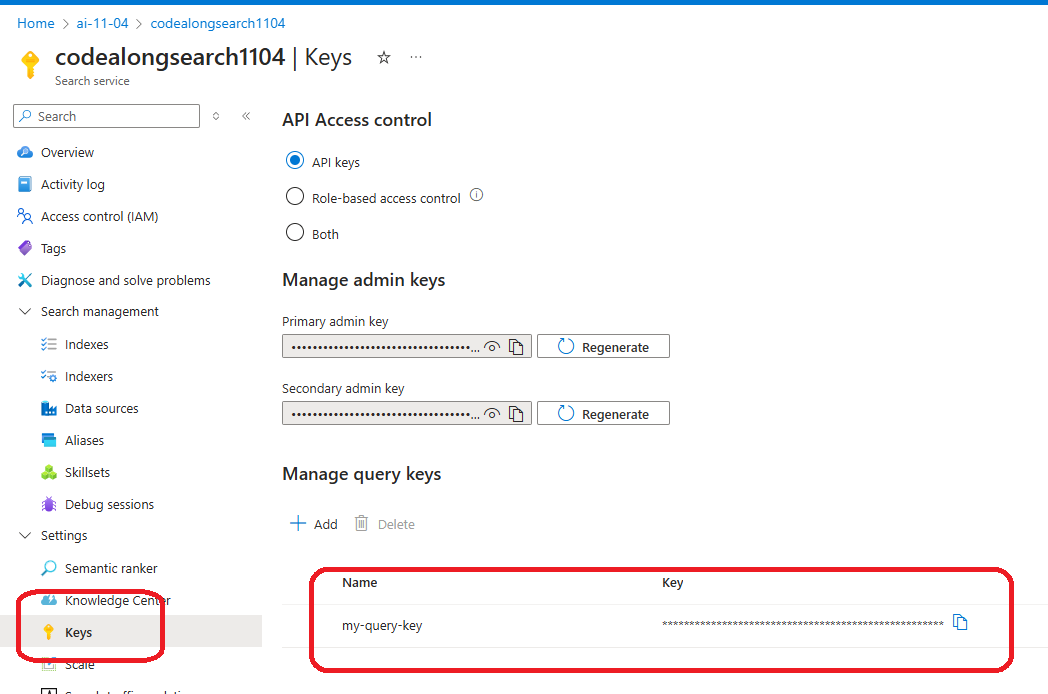 Home > ai-11-04 > codealongsearch1104
codealongsearch1104 | Keys
Search service
Search
Overview
Activity log
Access control (IAM)
Tags
Diagnose and solve problems
Search management
Indexes
Indexers
Data sources
Aliases
Skillsets
Debug sessions
Settings
Semantic ranker
Knowledge Center
Keys
Scale
API Access control
API keys
Role-based access control
Both
Manage admin keys
Primary admin key
Regenerate
Secondary admin key
Regenerate
Manage query keys
Add Delete
Name Key
my-query-key ****************************************************